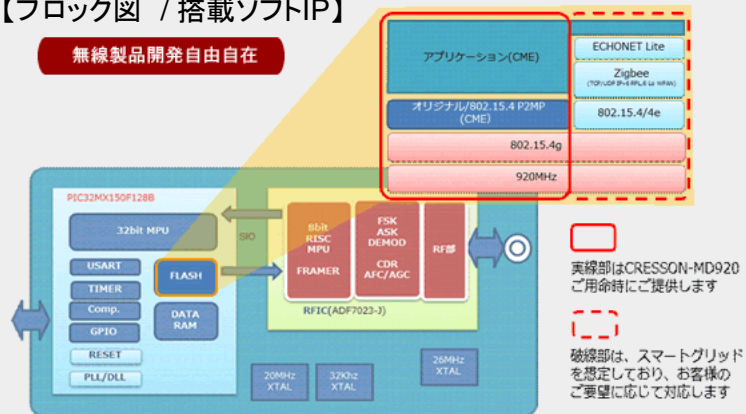 【ブロック図 / 搭載ソフトIP】
無線製品開発自由自在
アプリケーション(CME)
ECHONET Lite
Zigbee
(TCP/UDP IPv6 RPL 6 Lo WPAN)
オリジナル/802.15.4 P2MP
(CME)
802.15.4/4e
802.15.4g
920MHz
PIC32MX150F128B
32bit MPU
USART
TIMER
Comp.
GPIO
RESET
PLL/DLL
FLASH
DATA
RAM
SIO
8bit
RISC
MPU
FRAMER
FSK
ASK
DEMOD
CDR
AFC/AGC
RF部
RFIC(ADF7023-J)
20MHz
XTAL
32Khz
XTAL
26MHz
XTAL
実線部はCRESSON-MD920
ご用命時にご提供します
破線部は、スマートグリッド
を想定しており、お客様の
ご要望に応じて対応します